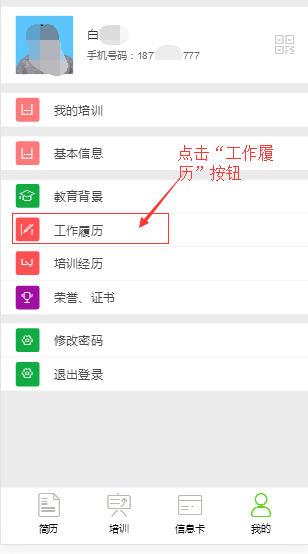 白
手机号码：187 777
我的培训
基本信息
点击“工作履
历”按钮
教育背景
工作履历
培训经历
荣誉、证书
修改密码
退出登录
简历 培训 信息卡 我的